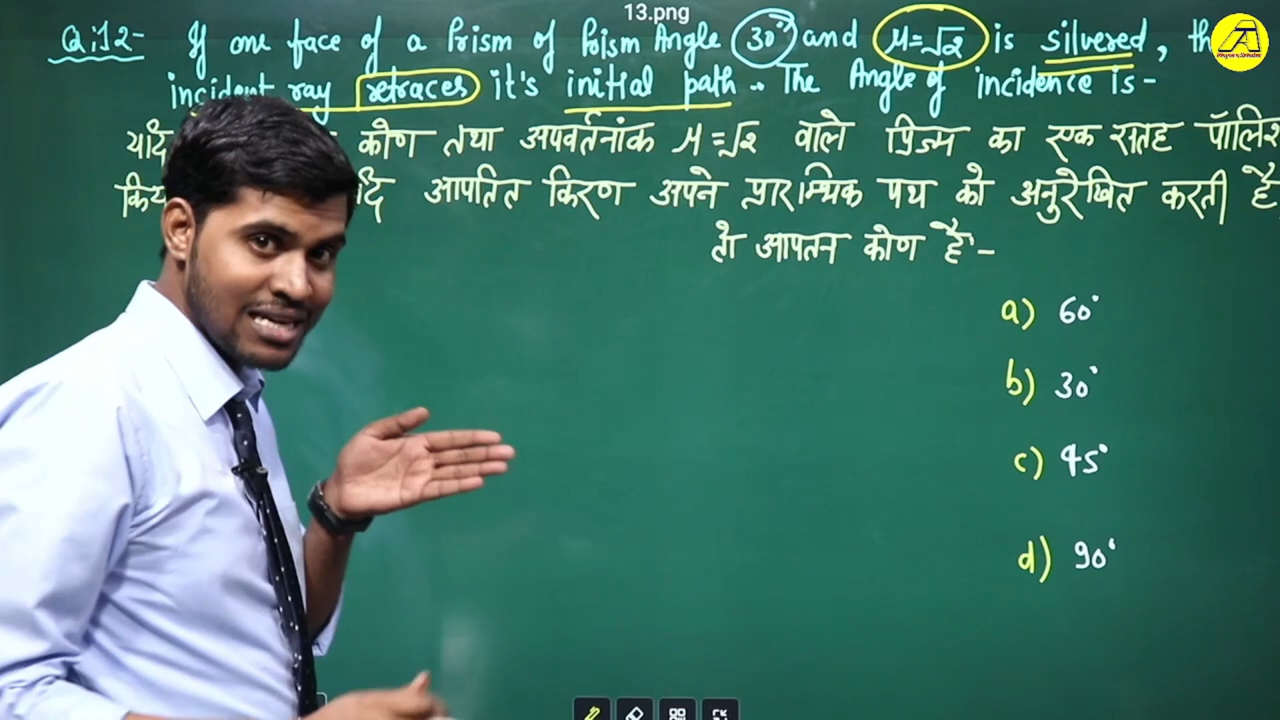 13.png
Q:12- If one face of a Prism of Prism Angle 30° and μ=√2 is silvered, th
incident ray retraces it's initial path. The Angle of incidence is-
यदि कोण तथा अपवर्तनांक μ=√2 वाले प्रिज्म का एक सतह पॉलिश
आपतित किरण अपने प्रारम्भिक पथ को अनुरेखित करती है
तो आपतन कोण है-
a) 60°
b) 30°
c) 45°
d) 90°